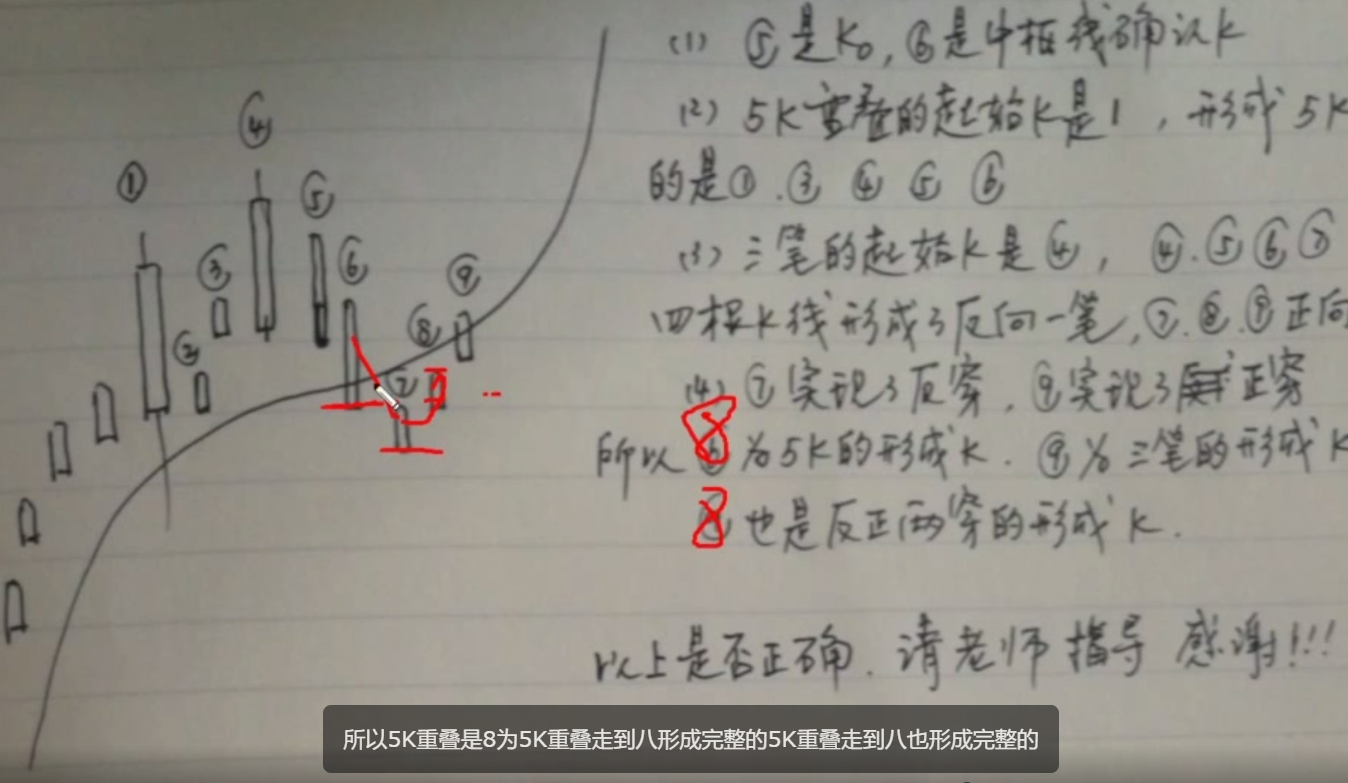 ④
①
⑤
③
⑥
⑨
②
⑧
⑦
(1) ⑤是K₀,⑥是中枢线确认K
(2) 5K重叠的起始K是1,形成5K
的是①.③ ④ ⑤ ⑥
(3) 三笔的起始K是④, ④.⑤⑥⑦
四根K线形成了反向一笔,⑦.⑧.⑨正向
(4) ⑦实现了反穿,⑨实现了正穿
所以 8 为5K的形成K.⑨为三笔的形成K
也是反正两穿的形成K.
以上是否正确.请老师指导 感谢!!!
所以5K重叠是8为5K重叠走到八形成完整的5K重叠走到八也形成完整的